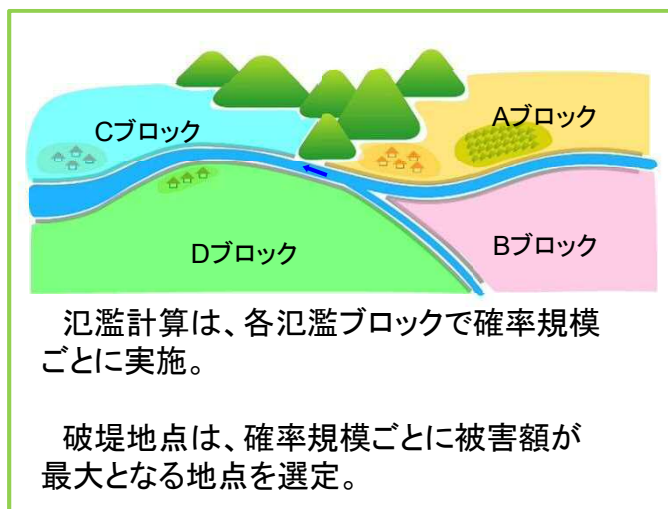 Cブロック
Aブロック
Dブロック
Bブロック
氾濫計算は、各氾濫ブロックで確率規模
ごとに実施。
破堤地点は、確率規模ごとに被害額が
最大となる地点を選定。